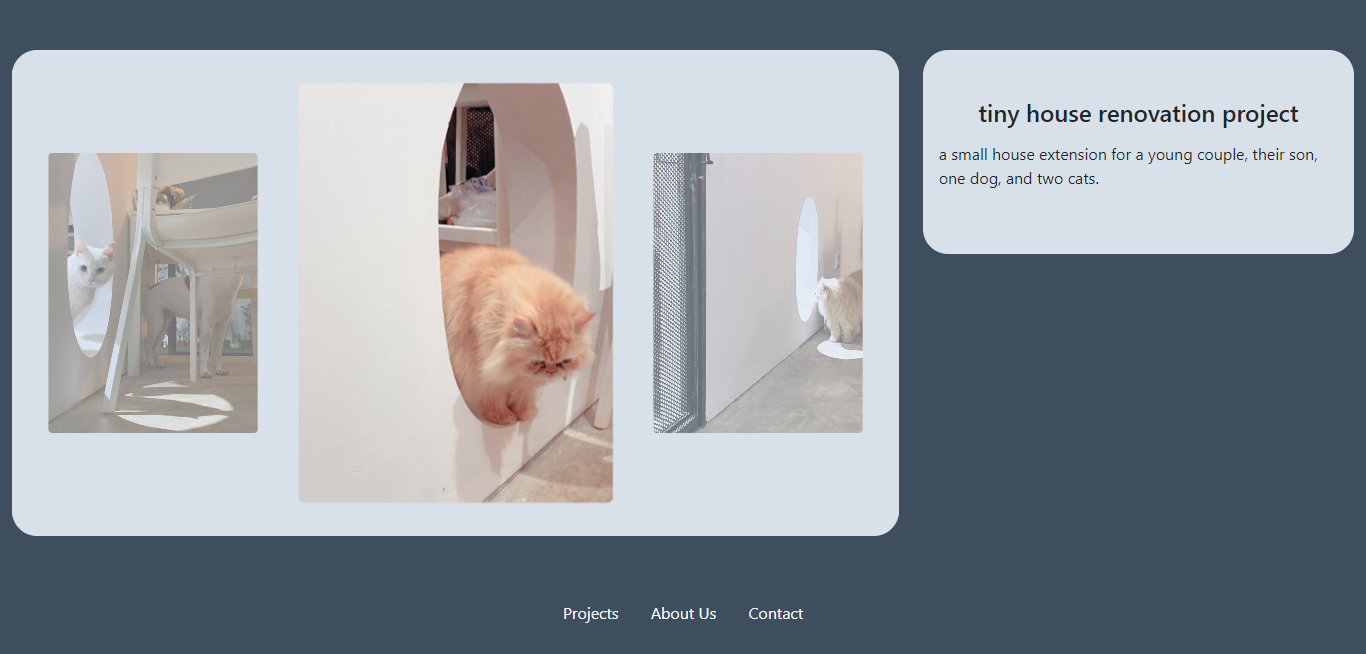 tiny house renovation project
a small house extension for a young couple, their son,
one dog, and two cats.
Projects About Us Contact